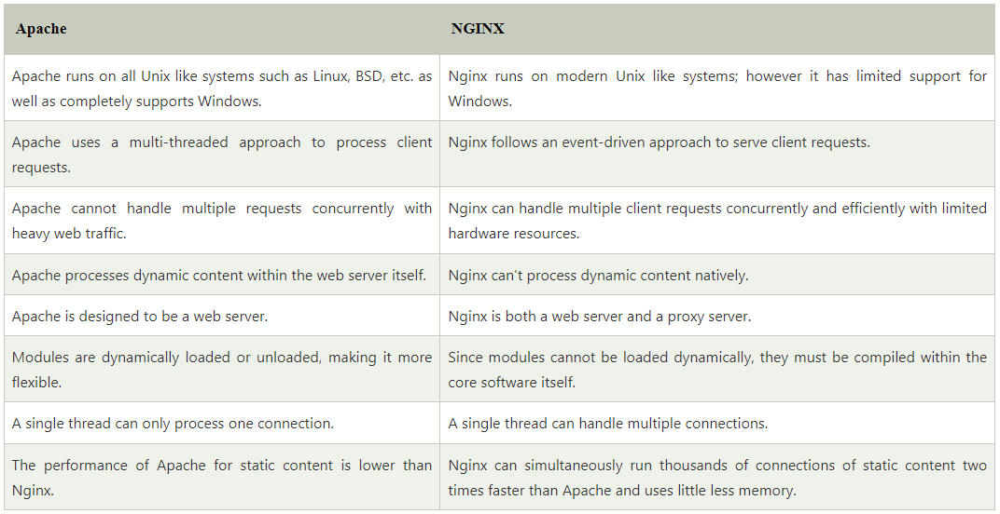 Apache
NGINX
Apache runs on all Unix like systems such as Linux, BSD, etc. as
well as completely supports Windows.
Nginx runs on modern Unix like systems; however it has limited support for
Windows.
Apache uses a multi-threaded approach to process client
requests.
Nginx follows an event-driven approach to serve client requests.
Apache cannot handle multiple requests concurrently with
heavy web traffic.
Nginx can handle multiple client requests concurrently and efficiently with limited
hardware resources.
Apache processes dynamic content within the web server itself.
Nginx can't process dynamic content natively.
Apache is designed to be a web server.
Nginx is both a web server and a proxy server.
Modules are dynamically loaded or unloaded, making it more
flexible.
Since modules cannot be loaded dynamically, they must be compiled within the
core software itself.
A single thread can only process one connection.
A single thread can handle multiple connections.
The performance of Apache for static content is lower than
Nginx.
Nginx can simultaneously run thousands of connections of static content two
times faster than Apache and uses little less memory.